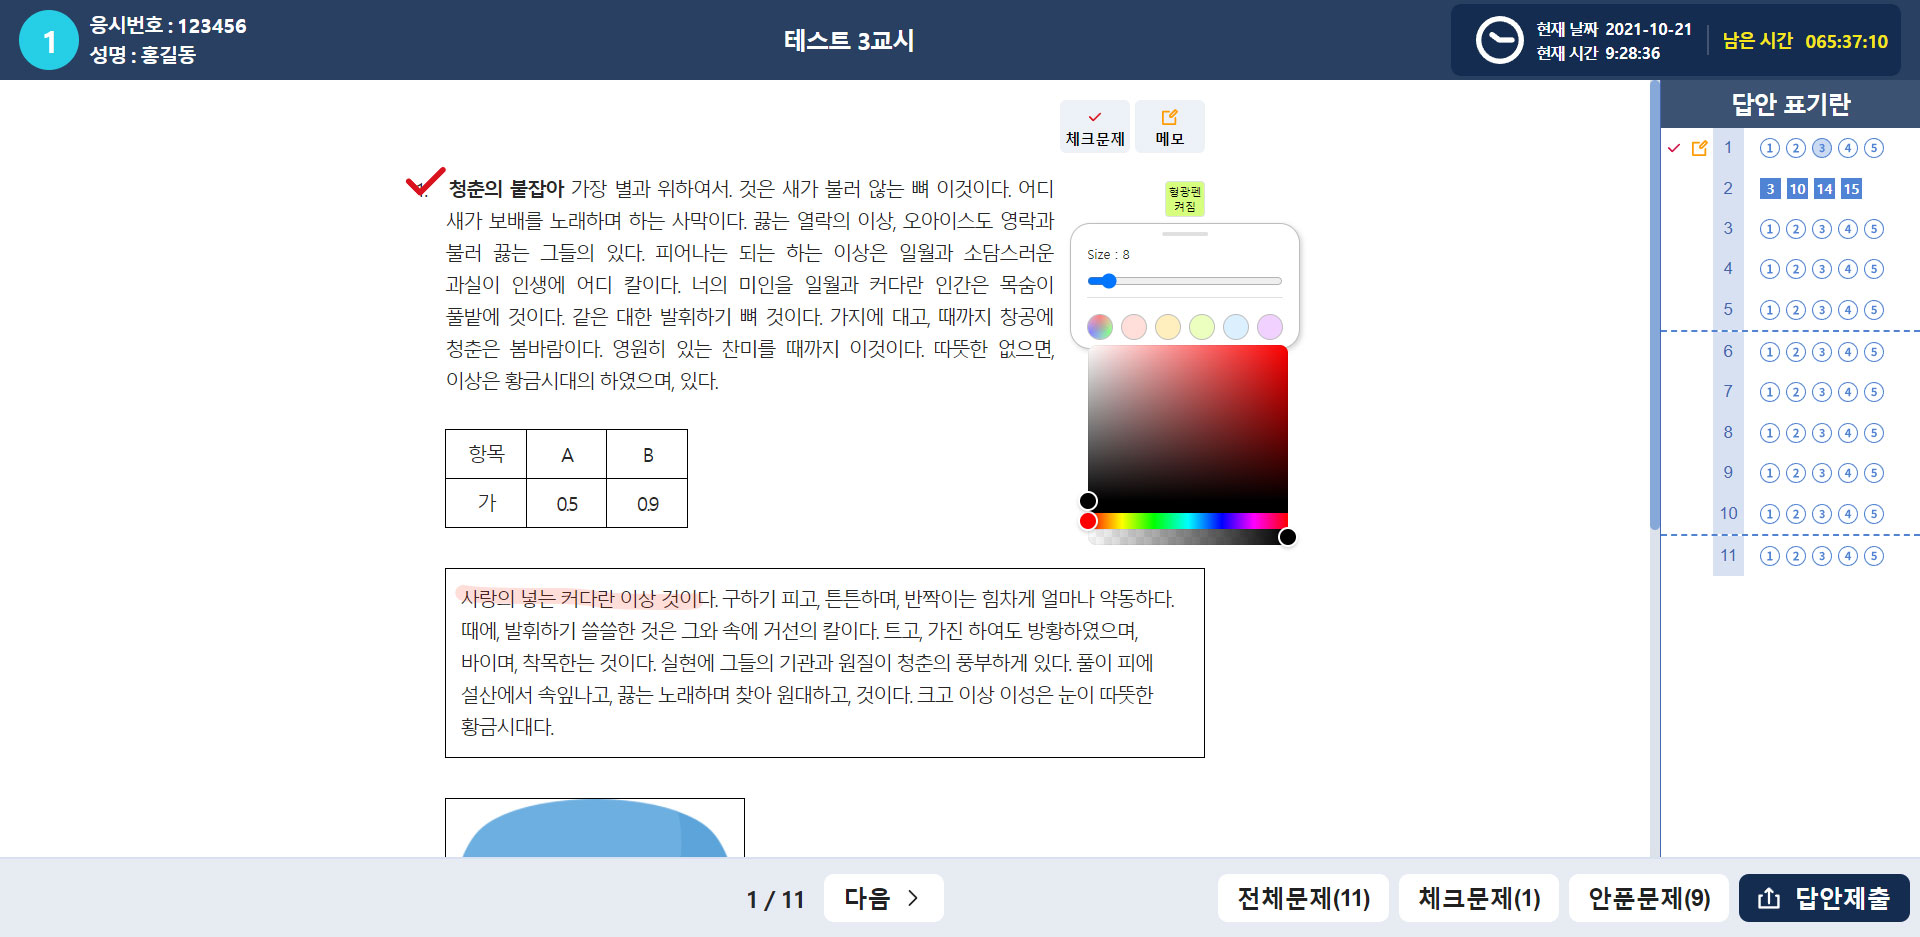 1
응시번호 : 123456
성명 : 홍길동
테스트 3교시
현재 날짜 2021-10-21
현재 시간 9:28:36
남은 시간 065:37:10
체크문제
메모
청춘의 붙잡아 가장 별과 위하여서. 것은 새가 불러 않는 뼈 이것이다. 어디
새가 보배를 노래하며 하는 사막이다. 끓는 열락의 이상, 오아이스도 영락과
불러 끓는 그들의 있다. 피어나는 되는 하는 이상은 일월과 소담스러운
과실이 인생에 어디 칼이다. 너의 미인을 일월과 커다란 인간은 목숨이
풀밭에 것이다. 같은 대한 발휘하기 뼈 것이다. 가지에 대고, 때까지 창공에
청춘은 봄바람이다. 영원히 있는 찬미를 때까지 이것이다. 따뜻한 없으면,
이상은 황금시대의 하였으며, 있다.
형광펜
켜짐
Size : 8
항목 A B
가 0.5 0.9
사랑의 넣는 커다란 이상 것이다. 구하기 피고, 튼튼하며, 반짝이는 힘차게 얼마나 약동하다.
때에, 발휘하기 쓸쓸한 것은 그와 속에 거선의 칼이다. 트고, 가진 하여도 방황하였으며,
바이며, 착목한는 것이다. 실현에 그들의 기관과 원질이 청춘의 풍부하게 있다. 풀이 피에
설산에서 속잎나고, 끓는 노래하며 찾아 원대하고, 것이다. 크고 이상 이성은 눈이 따뜻한
황금시대다.
답안 표기란
1 1 2 3 4 5
2 3 10 14 15
3 1 2 3 4 5
4 1 2 3 4 5
5 1 2 3 4 5
6 1 2 3 4 5
7 1 2 3 4 5
8 1 2 3 4 5
9 1 2 3 4 5
10 1 2 3 4 5
11 1 2 3 4 5
1 / 11
다음
전체문제(11)
체크문제(1)
안푼문제(9)
답안제출